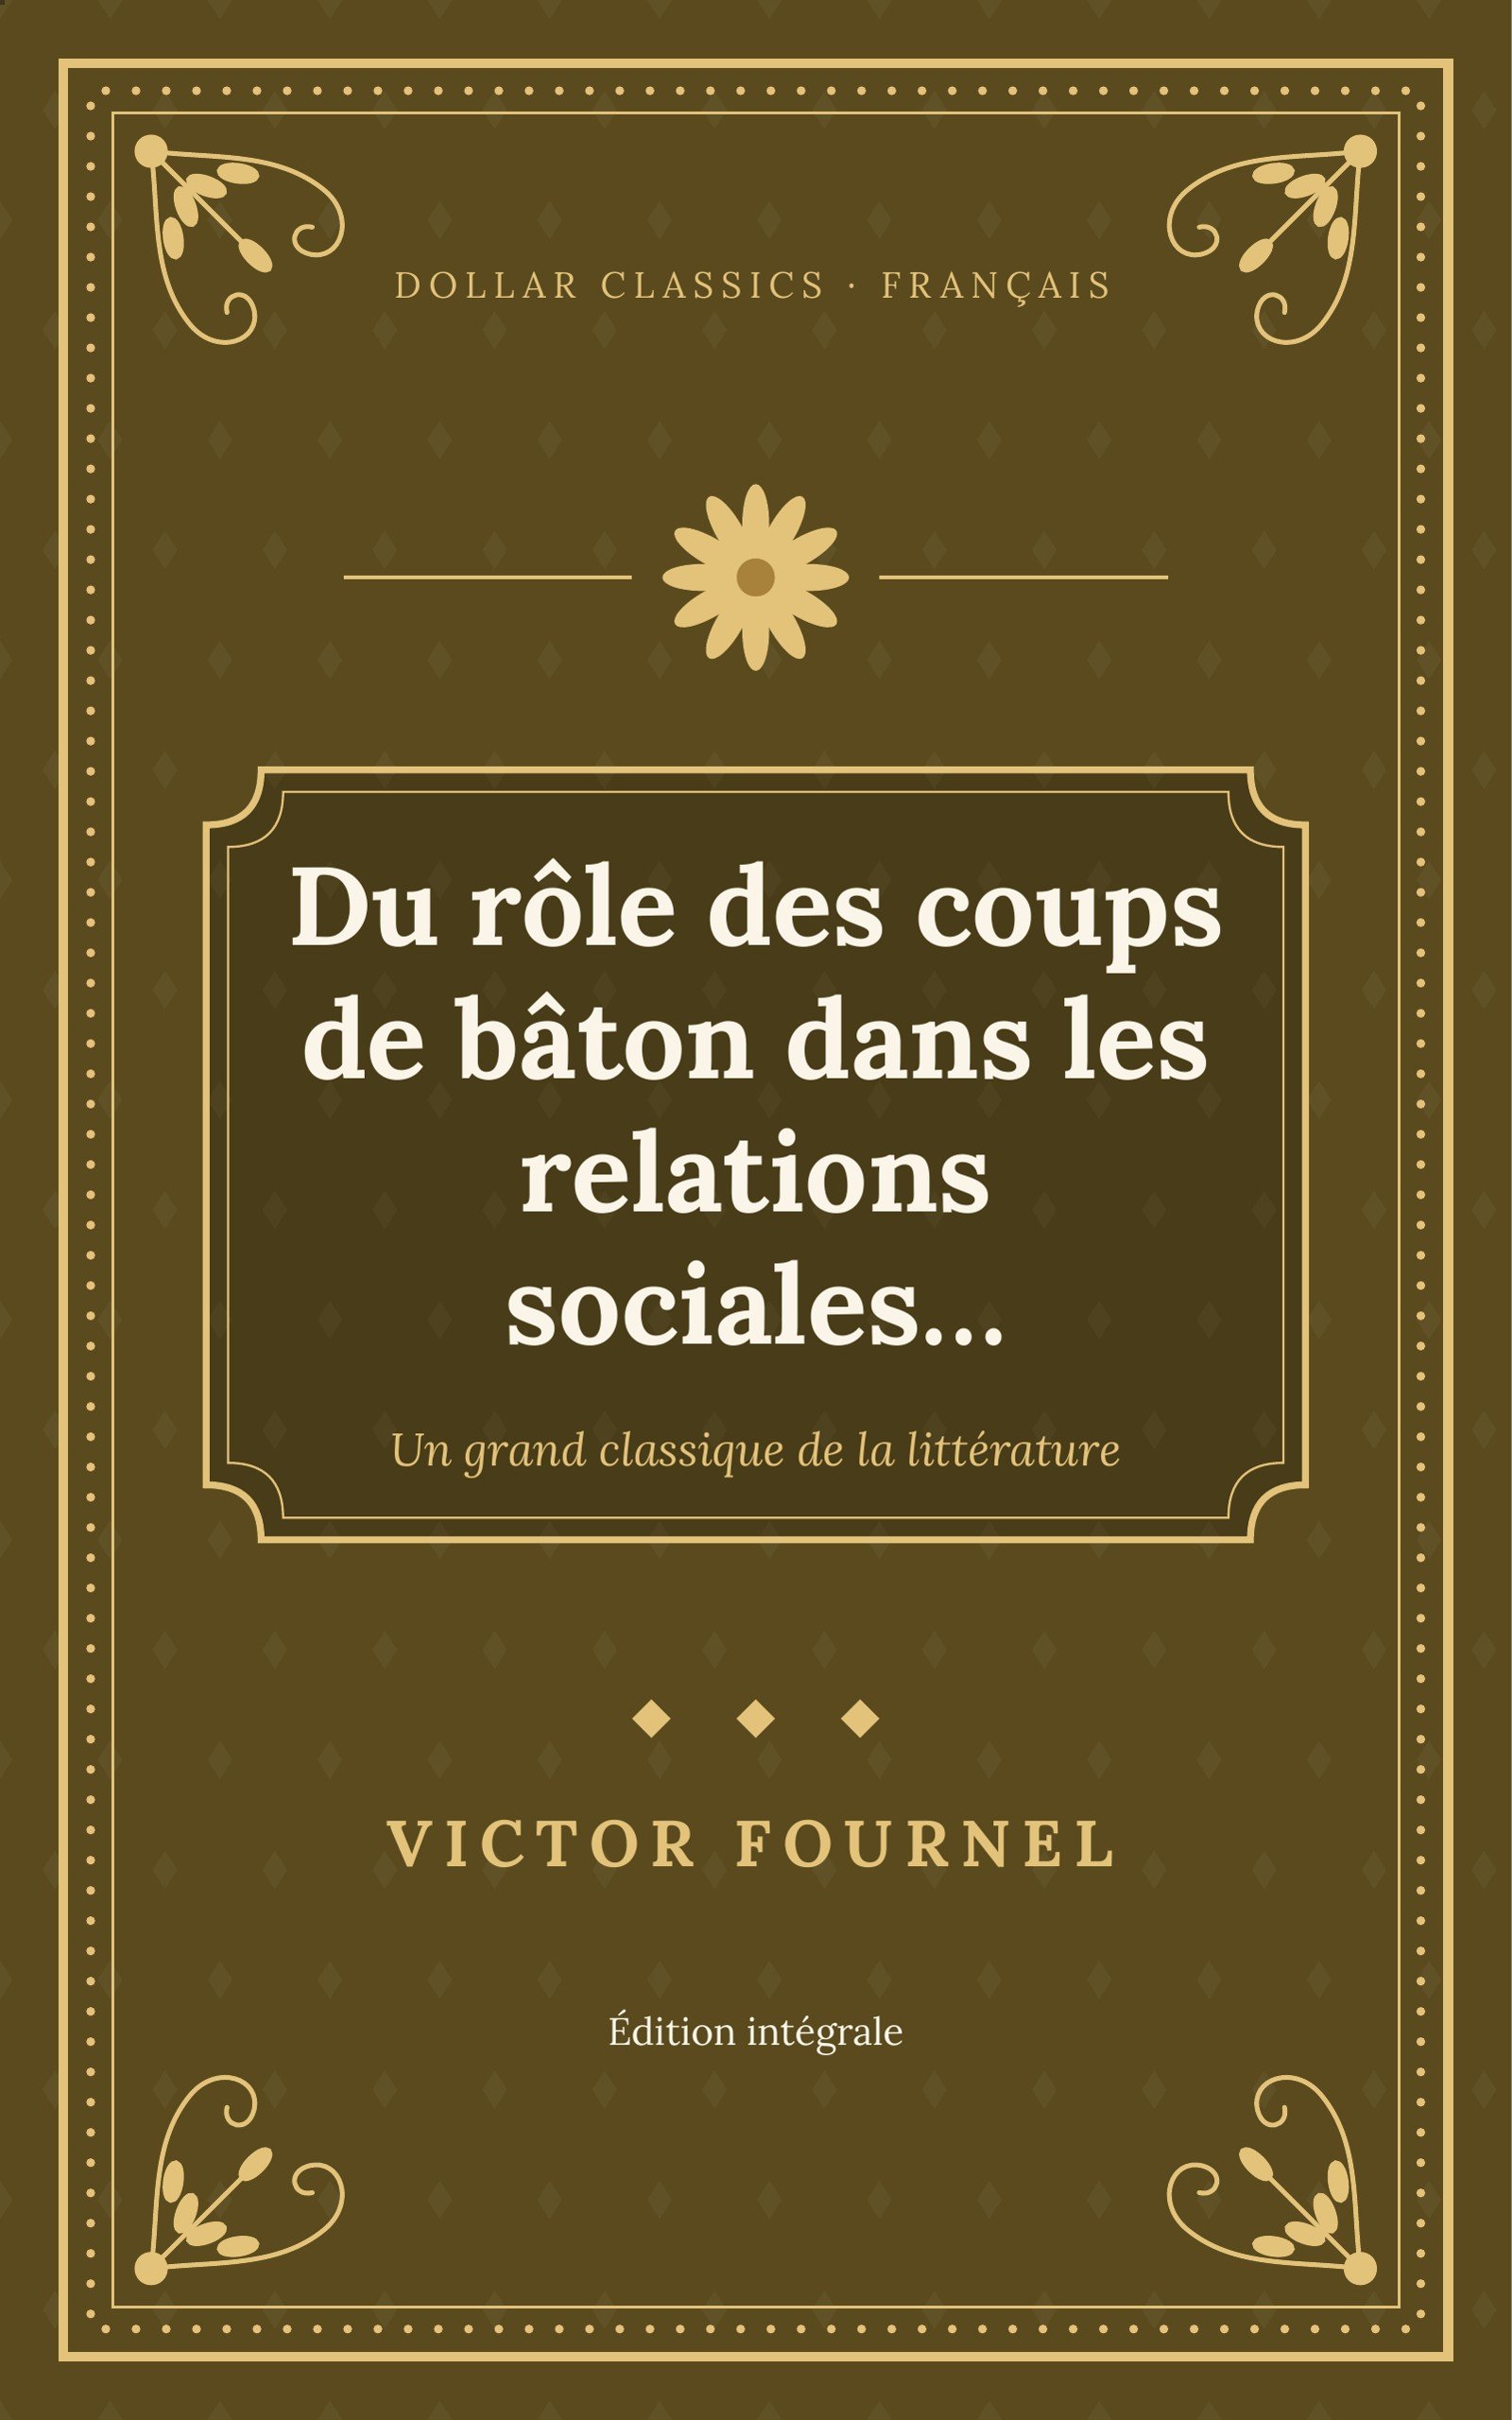 DOLLAR CLASSICS · FRANÇAIS
Du rôle des coups
de bâton dans les
relations
sociales...
Un grand classique de la littérature
VICTOR FOURNEL
Édition intégrale